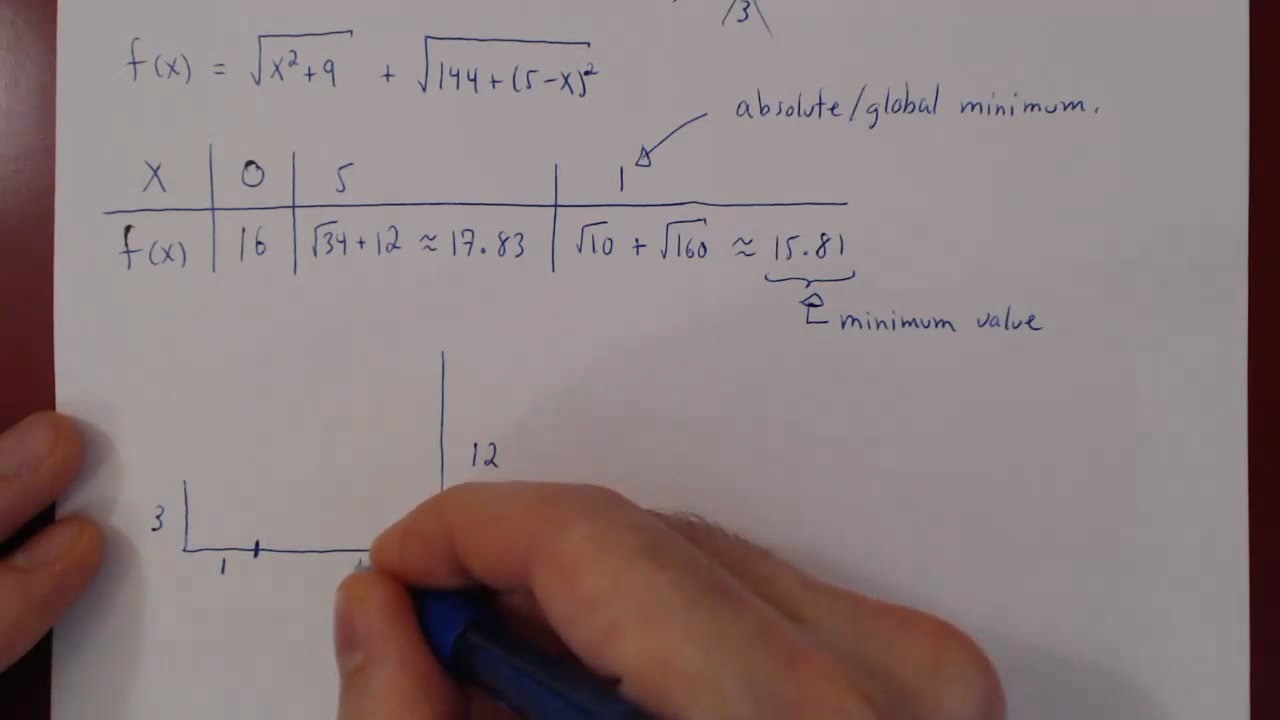 /3\
f(x) = √x²+9 + √144+(5-x)²
absolute/global minimum.
X 0 5 1
f(x) 16 √34+12 ≈ 17.83 √10 + √160 ≈ 15.81
minimum value
12
3
1